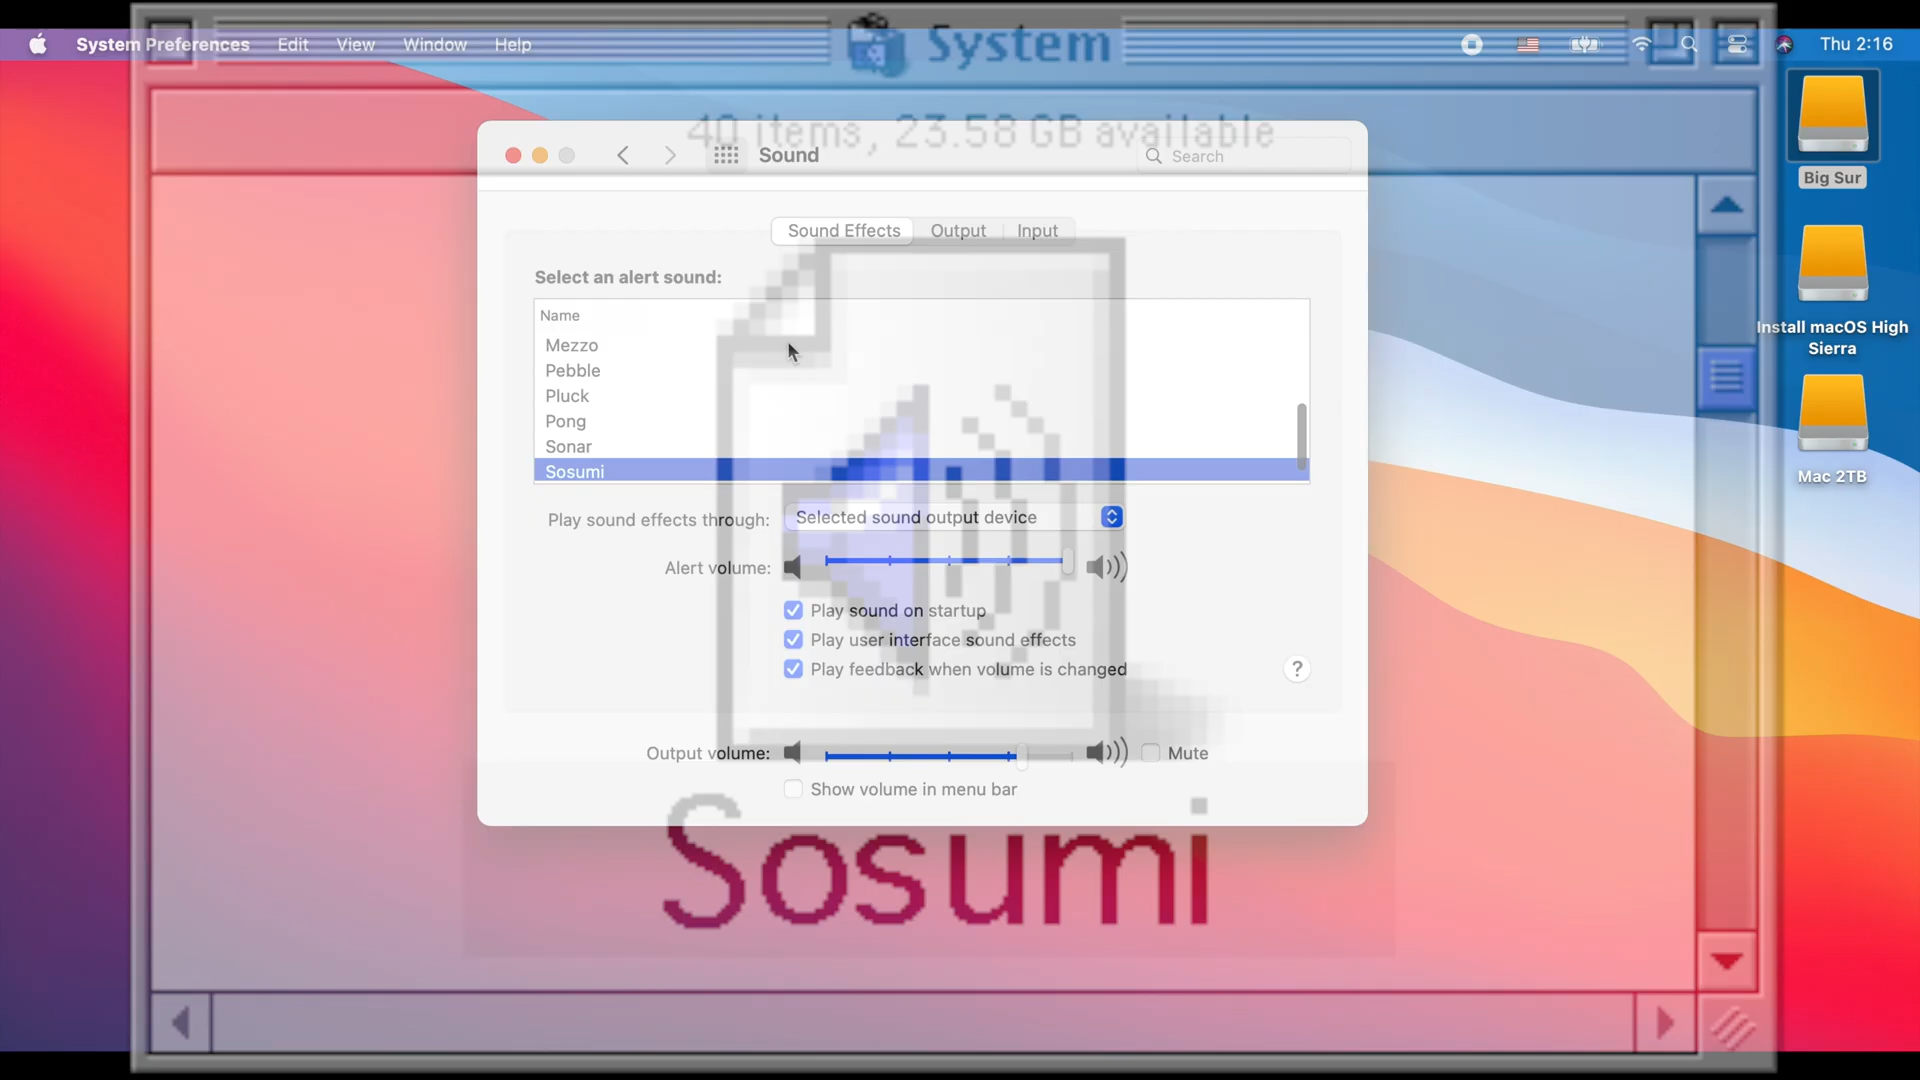 System Preferences Edit View Window Help
System
Thu 2:16
40 items, 23.58 GB available
Sound
Search
Big Sur
Sound Effects Output Input
Select an alert sound:
Name
Mezzo
Pebble
Pluck
Pong
Sonar
Sosumi
Install macOS High
Sierra
Mac 2TB
Play sound effects through: Selected sound output device
Alert volume:
Play sound on startup
Play user interface sound effects
Play feedback when volume is changed
?
Output volume:
Mute
Show volume in menu bar
Sosumi